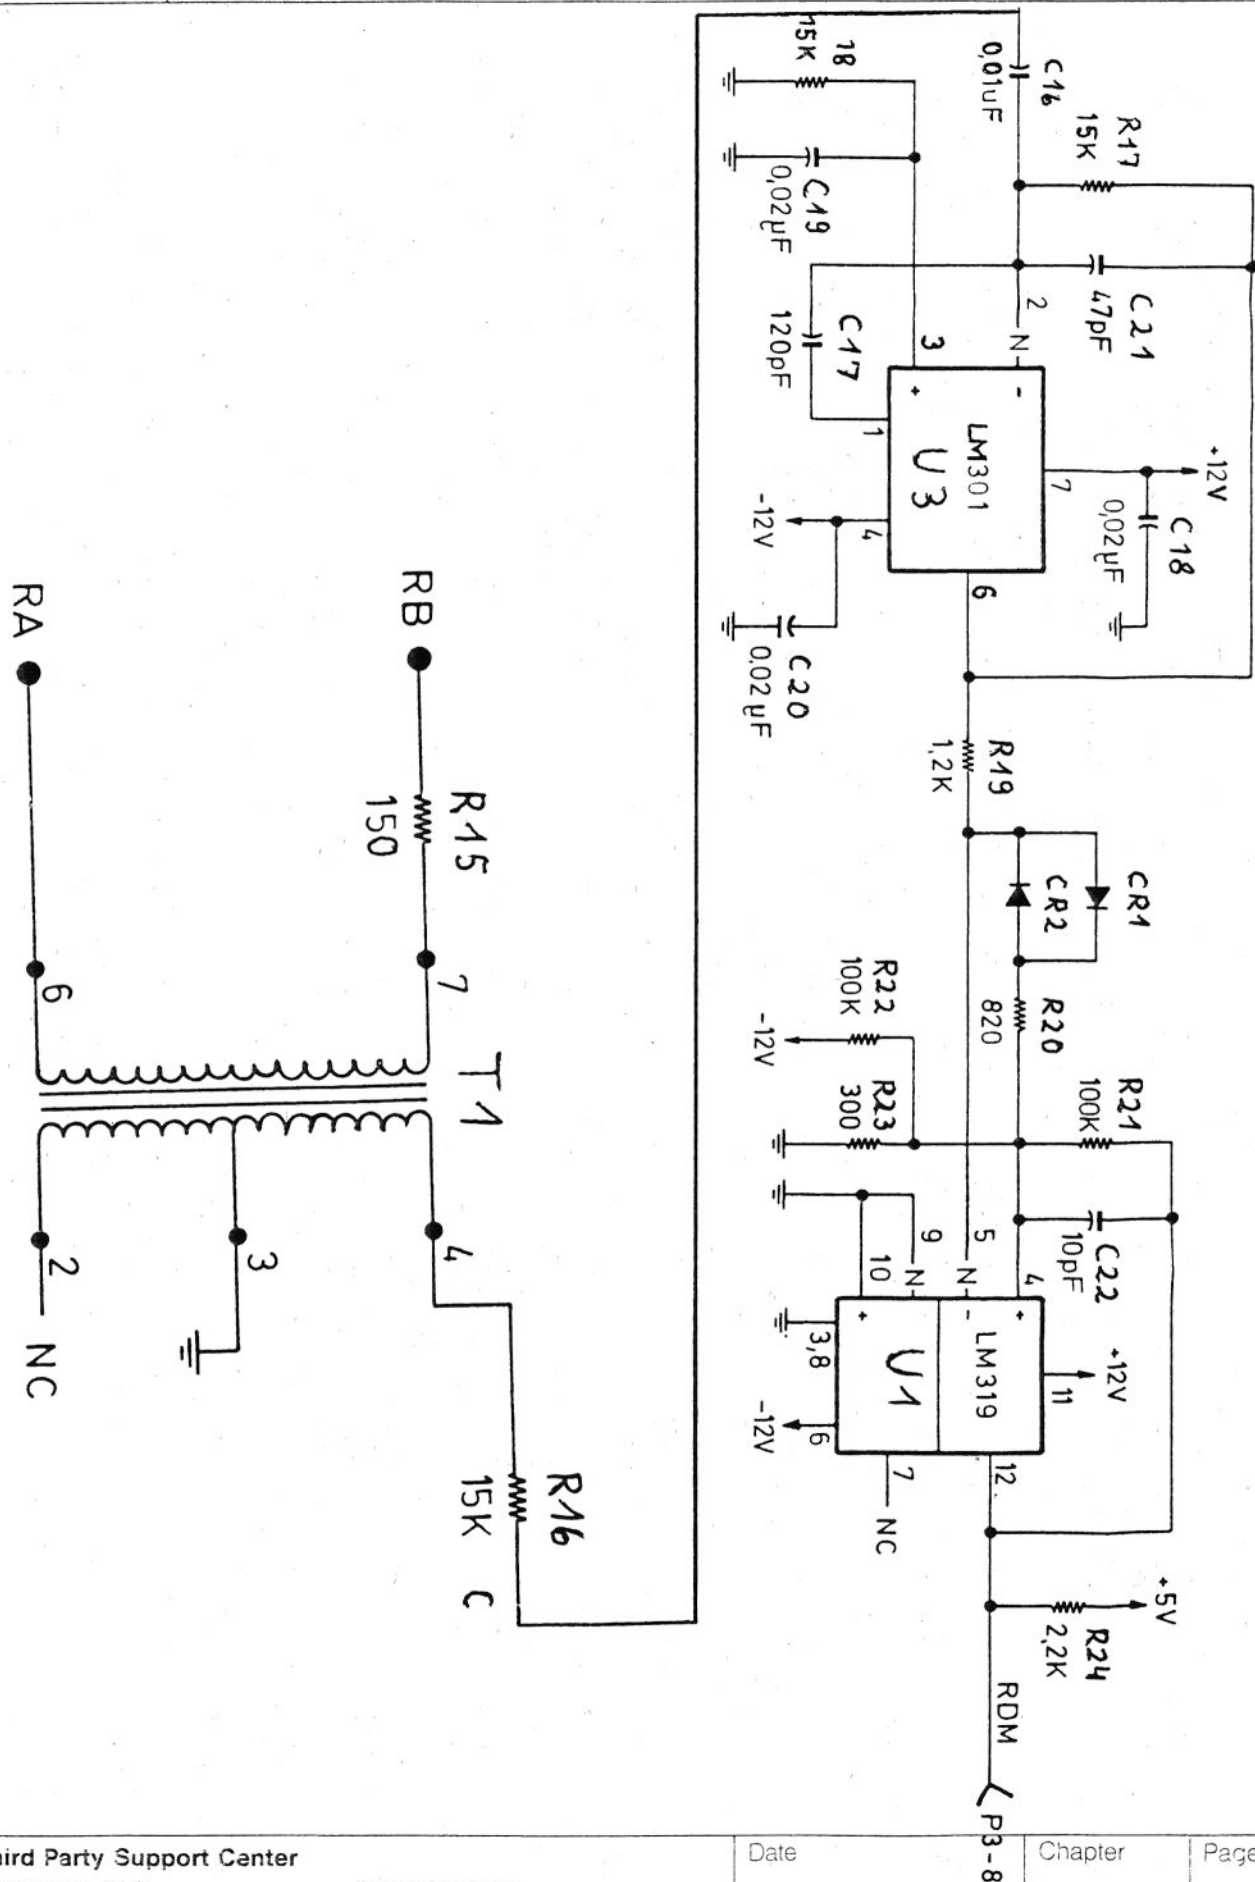 C16
0,01uF
R17
15K
18
15K
C19
0,02µF
C21
47pF
C17
120pF
2
N
3
-
+
LM301
U3
1
7
4
6
+12V
C18
0,02µF
-12V
C20
0,02µF
R19
1,2K
CR1
CR2
R20
820
R22
100K
-12V
R23
300
R21
100K
C22
10pF
9
10
5
4
N
N
+
-
+
LM319
U1
3,8
-12V
6
7
NC
+12V
11
12
+5V
R24
2,2K
RDM
P3-8
RB
R15
150
7
RA
6
T1
4
3
2
NC
R16
15K
C
hird Party Support Center
Date
Chapter
Page